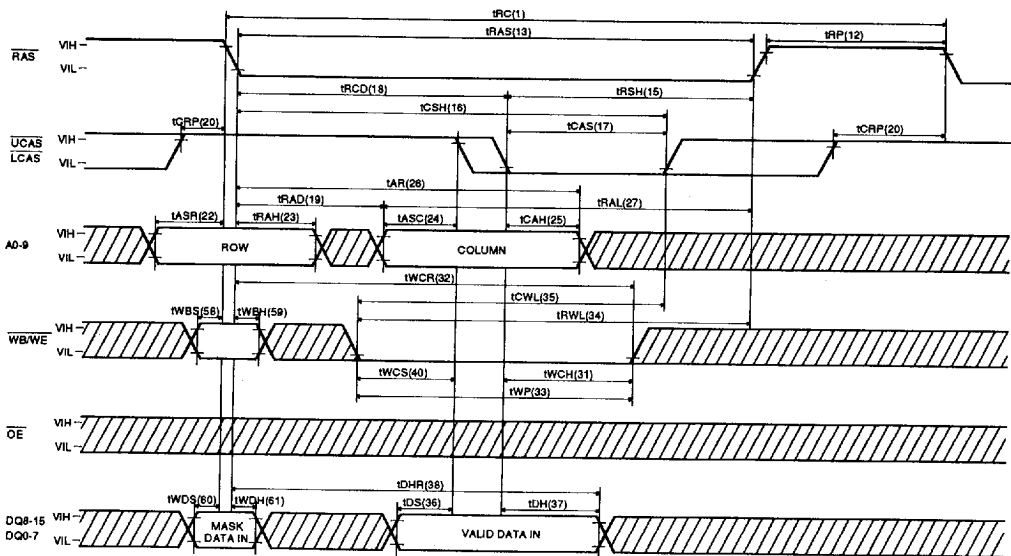 tRC(1)
tRAS(13)
tRP(12)
RAS
VIH
VIL
tRCD(18)
tRSH(15)
tCSH(16)
tCRP(20)
tCAS(17)
tCRP(20)
UCAS
LCAS
VIH
VIL
tAR(26)
tRAD(19)
tRAL(27)
tASR(22)
tRAH(23)
tASC(24)
tCAH(25)
A0-9
VIH
VIL
ROW
COLUMN
tWCR(32)
tCWL(35)
tRWL(34)
tWBS(58)
tWBH(59)
WB/WE
VIH
VIL
tWCS(40)
tWCH(31)
tWP(33)
OE
VIH
VIL
tDHR(38)
tWDS(60)
tWDH(61)
tDS(36)
tDH(37)
DQ8-15
DQ0-7
VIH
VIL
MASK
DATA IN
VALID DATA IN